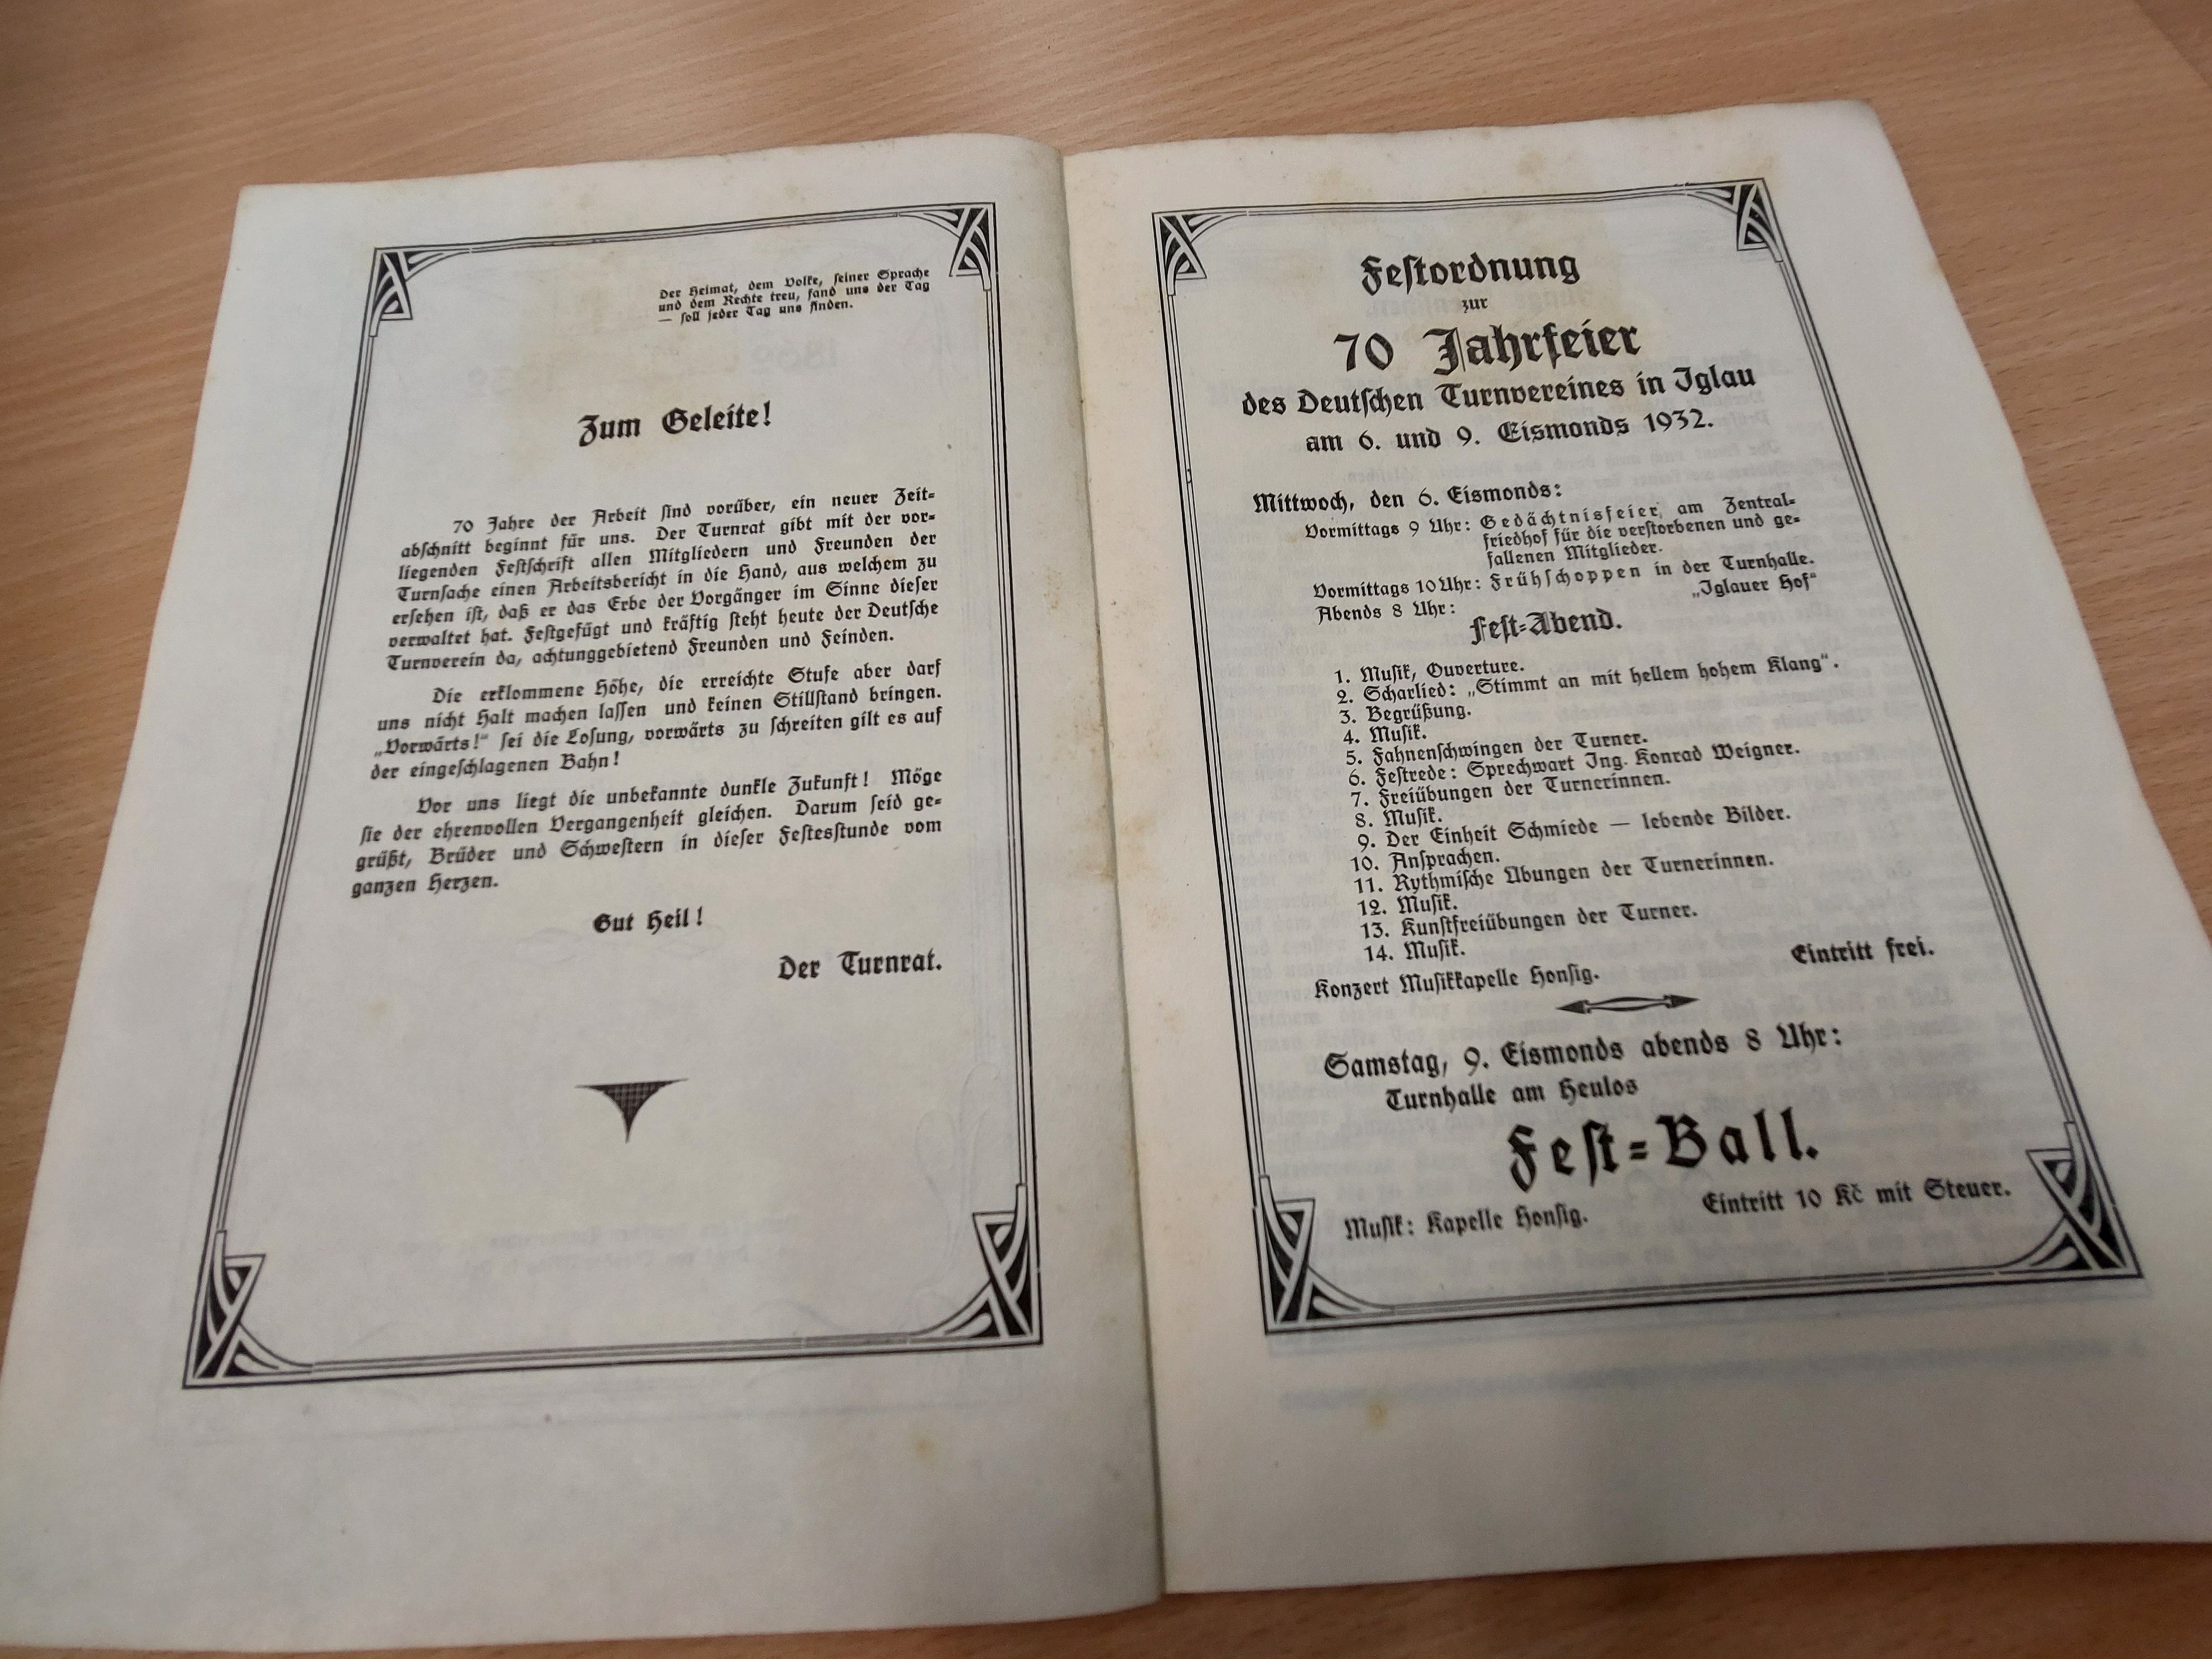 Der Heimat, dem Volke, seiner Sprache
und dem Rechte treu, fand uns der Tag
— soll jeder Tag uns finden.
Zum Geleite!
70 Jahre der Arbeit sind vorüber, ein neuer Zeit-
abschnitt beginnt für uns. Der Turnrat gibt mit der vor-
liegenden Festschrift allen Mitgliedern und Freunden der
Turnsache einen Arbeitsbericht in die Hand, aus welchem zu
ersehen ist, daß er das Erbe der Vorgänger im Sinne dieser
verwaltet hat. Festgefügt und kräftig steht heute der Deutsche
Turnverein da, achtunggebietend Freunden und Feinden.
Die erklommene Höhe, die erreichte Stufe aber darf
uns nicht Halt machen lassen und keinen Stillstand bringen.
„Vorwärts!“ sei die Losung, vorwärts zu schreiten gilt es auf
der eingeschlagenen Bahn!
Vor uns liegt die unbekannte dunkle Zukunft! Möge
sie der ehrenvollen Vergangenheit gleichen. Darum seid ge-
grüßt, Brüder und Schwestern in dieser Festesstunde vom
ganzen Herzen.
Gut Heil!
Der Turnrat.
Festordnung
zur
70 Jahrfeier
des Deutschen Turnvereines in Iglau
am 6. und 9. Eismonds 1932.
Mittwoch, den 6. Eismonds:
Vormittags 9 Uhr: Gedächtnisfeier am Zentral-
friedhof für die verstorbenen und ge-
fallenen Mitglieder.
Vormittags 10 Uhr: Frühschoppen in der Turnhalle.
Abends 8 Uhr: „Iglauer Hof“
Fest-Abend.
1. Musik, Ouverture.
2. Scharlied: „Stimmt an mit hellem hohem Klang“.
3. Begrüßung.
4. Musik.
5. Fahnenschwingen der Turner.
6. Festrede: Sprechwart Ing. Konrad Weigner.
7. Freiübungen der Turnerinnen.
8. Musik.
9. Der Einheit Schmiede — lebende Bilder.
10. Ansprachen.
11. Rythmische Übungen der Turnerinnen.
12. Musik.
13. Kunstfreiübungen der Turner.
14. Musik.
Konzert Musikkapelle Honsig. Eintritt frei.
Samstag, 9. Eismonds abends 8 Uhr:
Turnhalle am Heulos
Fest-Ball.
Musik: Kapelle Honsig. Eintritt 10 Kč mit Steuer.